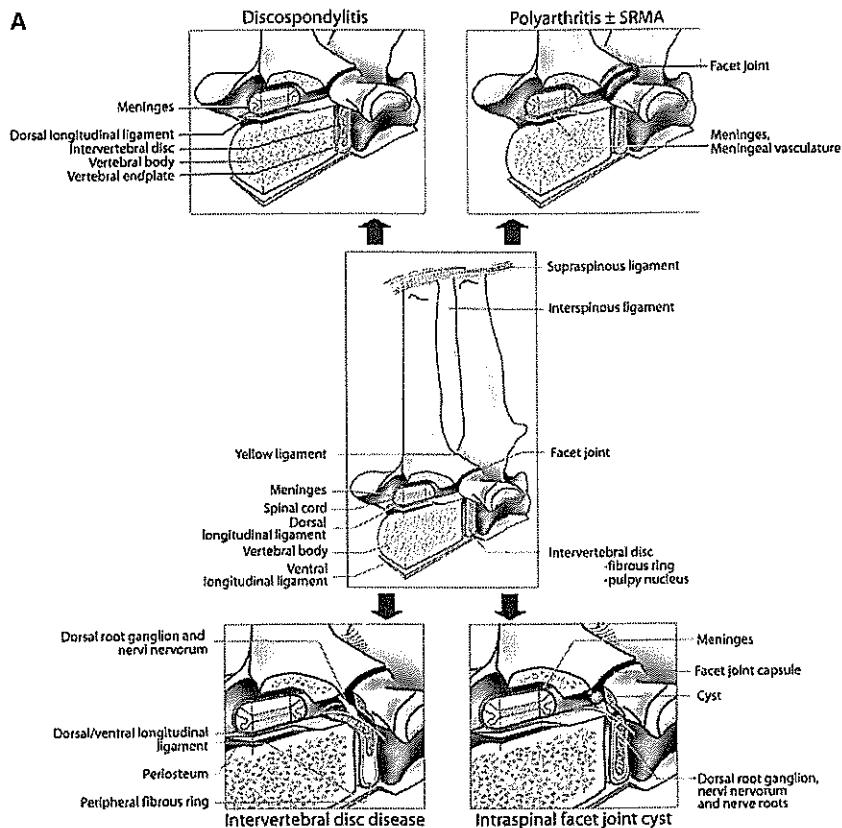 A
Discospondylitis
Polyarthritis ± SRMA
Meninges
Dorsal longitudinal ligament
Intervertebral disc
Vertebral body
Vertebral endplate
Facet Joint
Meninges,
Meningeal vasculature
Supraspinous ligament
Interspinous ligament
Yellow ligament
Facet joint
Meninges
Spinal cord
Dorsal
longitudinal ligament
Vertebral body
Ventral
longitudinal ligament
Intervertebral disc
•fibrous ring
•pulpy nucleus
Dorsal root ganglion and
nervi nervorum
Dorsal/ventral longitudinal
ligament
Periosteum
Peripheral fibrous ring
Intervertebral disc disease
Meninges
Facet joint capsule
Cyst
Dorsal root ganglion,
nervi nervorum
and nerve roots
Intraspinal facet joint cyst